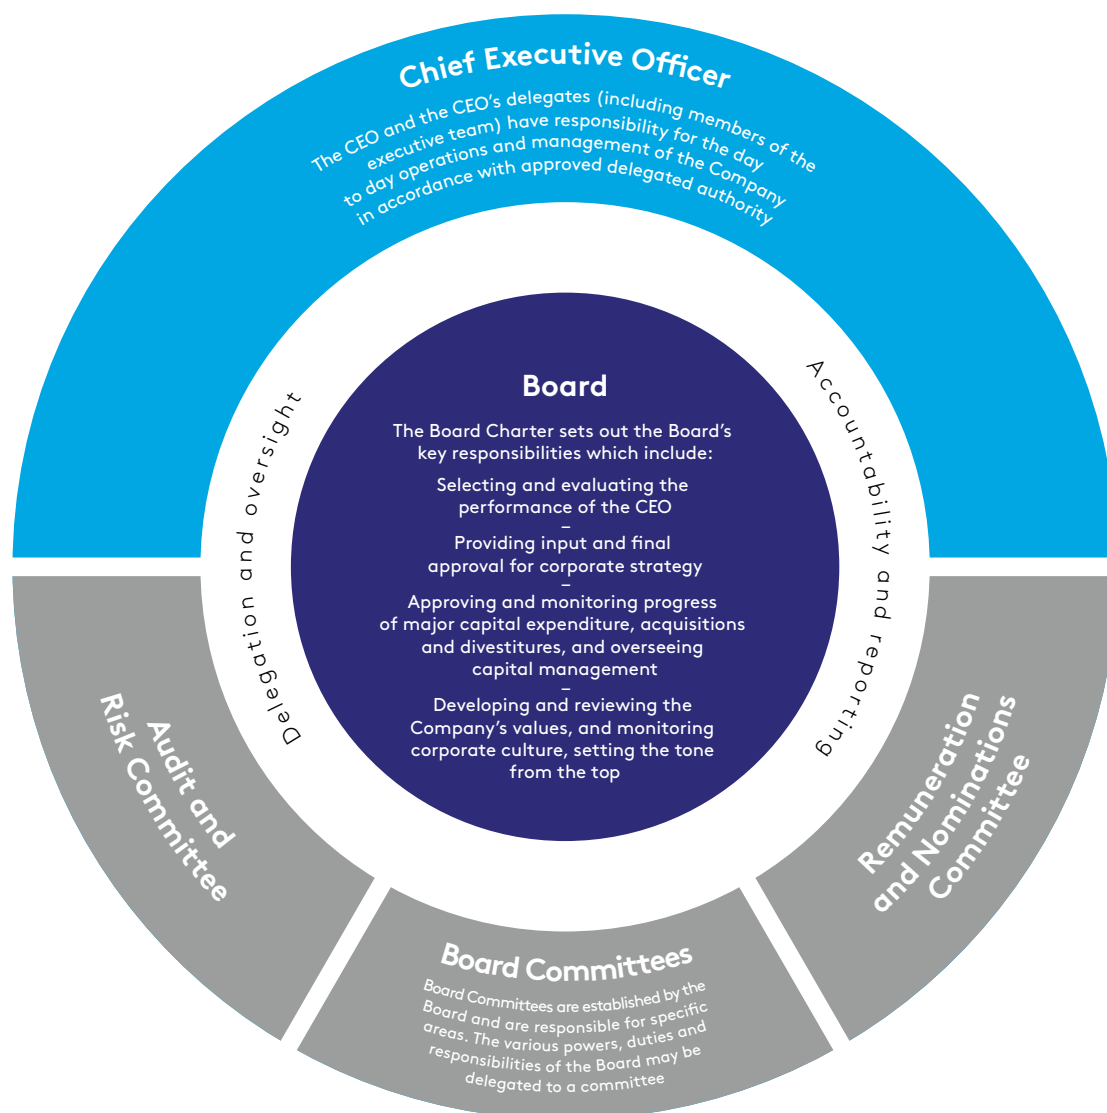 Chief Executive Officer
The CEO and the CEO’s delegates (including members of the
executive team) have responsibility for the day
to day operations and management of the Company
in accordance with approved delegated authority
Delegation and oversight
Accountability and reporting
Board
The Board Charter sets out the Board’s
key responsibilities which include:
Selecting and evaluating the
performance of the CEO
–
Providing input and final
approval for corporate strategy
–
Approving and monitoring progress
of major capital expenditure, acquisitions
and divestitures, and overseeing
capital management
–
Developing and reviewing the
Company’s values, and monitoring
corporate culture, setting the tone
from the top
Audit and
Risk Committee
Board Committees
Board Committees are established by the
Board and are responsible for specific
areas. The various powers, duties and
responsibilities of the Board may be
delegated to a committee
Remuneration
and Nominations
Committee